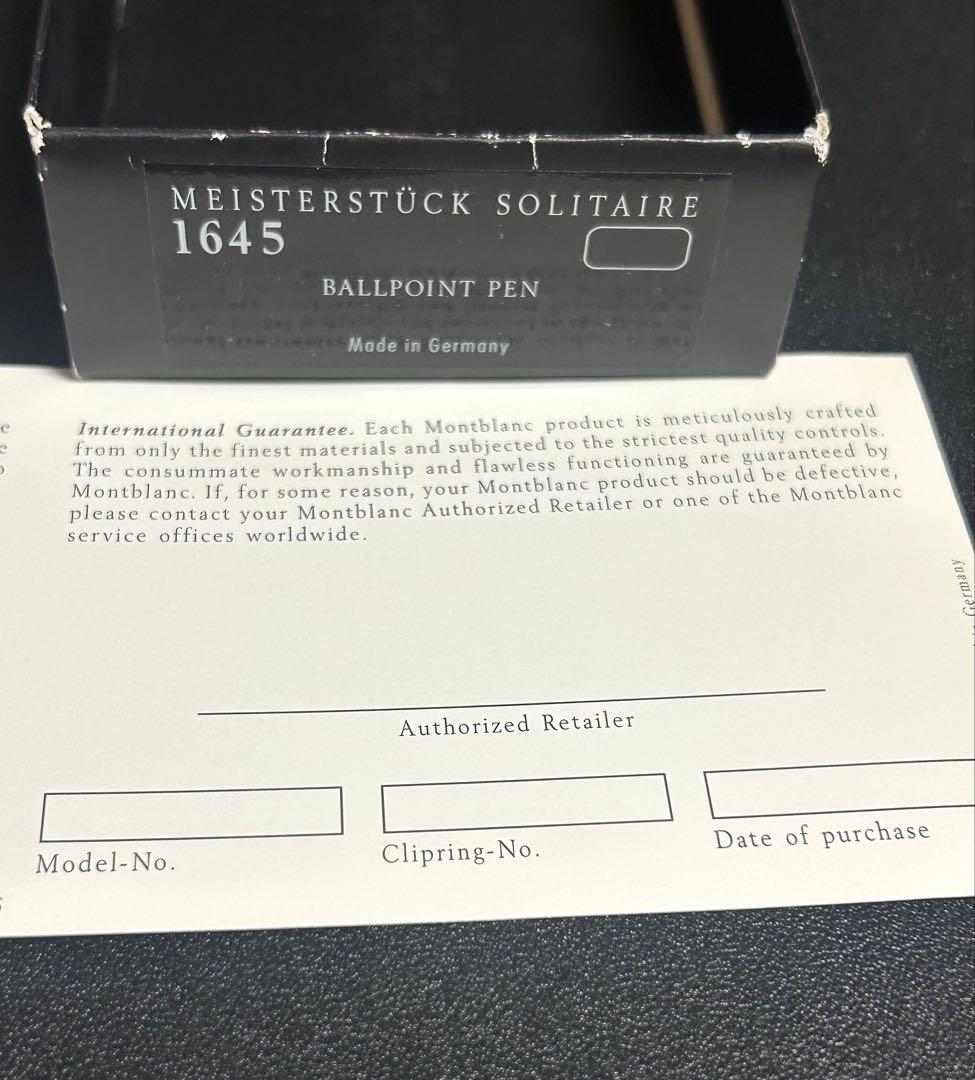 MEISTERSTÜCK SOLITAIRE
1645
BALLPOINT PEN
Made in Germany
International Guarantee. Each Montblanc product is meticulously crafted
from only the finest materials and subjected to the strictest quality controls.
The consummate workmanship and flawless functioning are guaranteed by
Montblanc. If, for some reason, your Montblanc product should be defective,
please contact your Montblanc Authorized Retailer or one of the Montblanc
service offices worldwide.
Germany
Authorized Retailer
Model-No.
Clipring-No.
Date of purchase